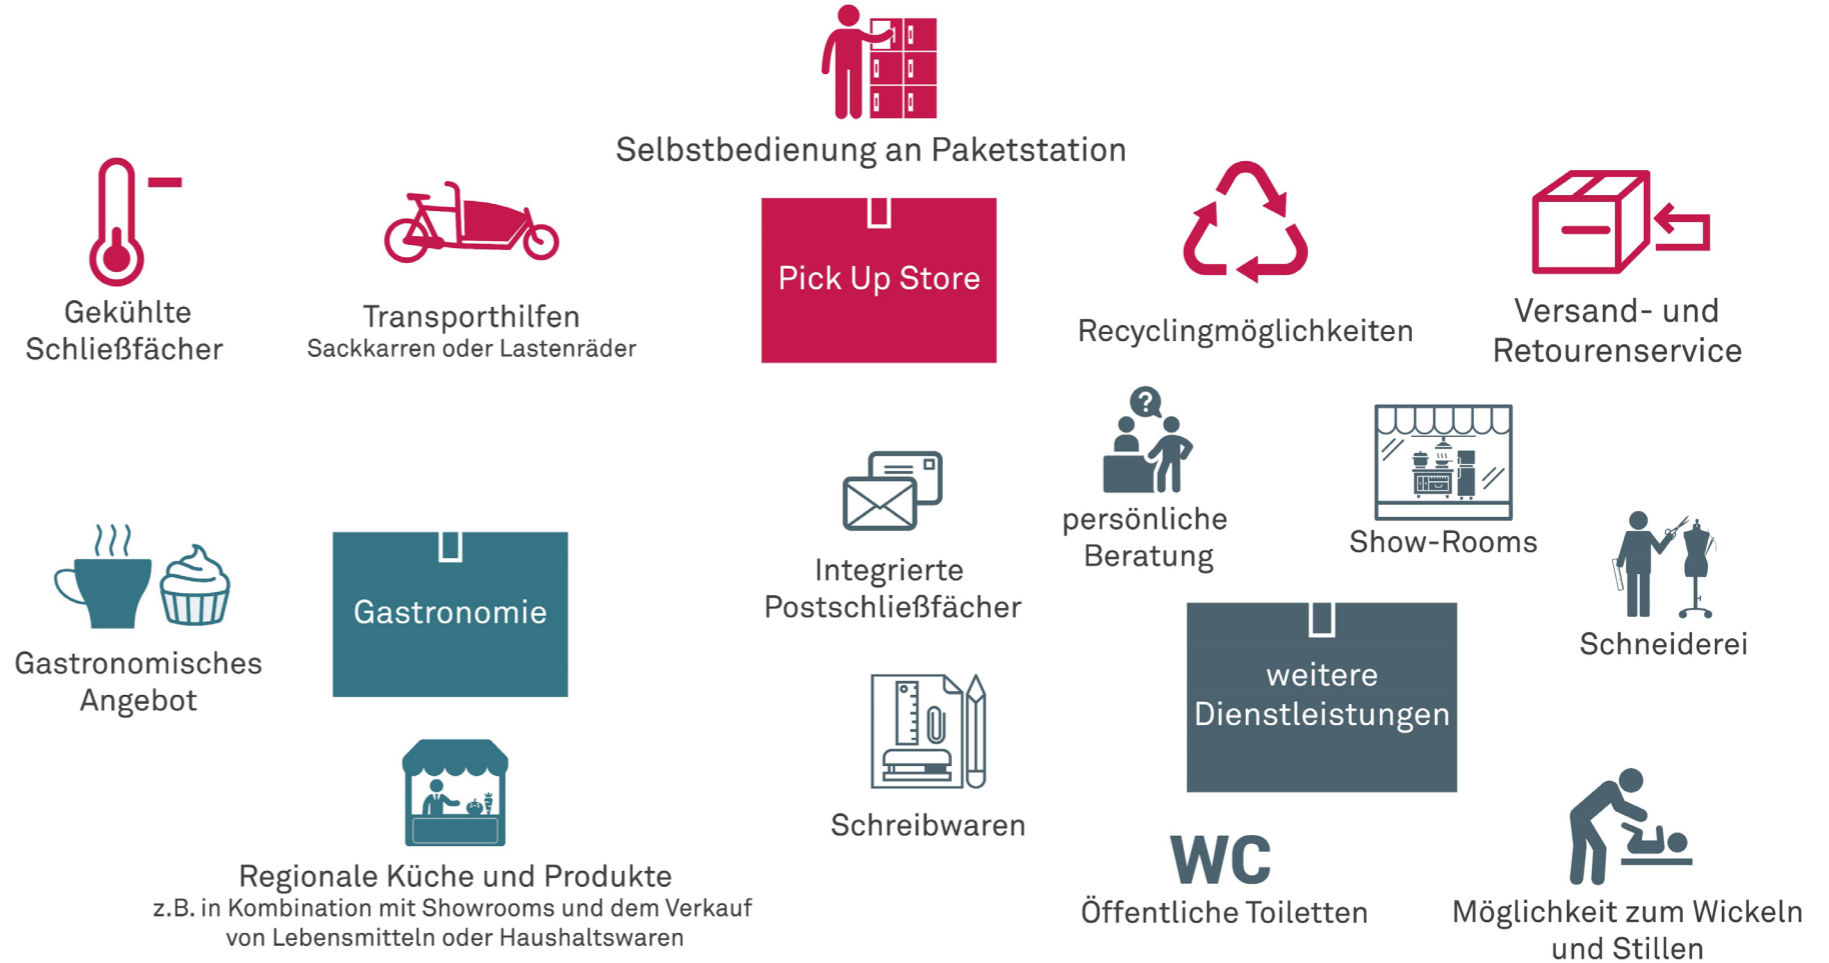 Selbstbedienung an Paketstation
Gekühlte
Schließfächer
Transporthilfen
Sackkarren oder Lastenräder
Pick Up Store
Recyclingmöglichkeiten
Versand- und
Retourenservice
Gastronomisches
Angebot
Gastronomie
Regionale Küche und Produkte
z.B. in Kombination mit Showrooms und dem Verkauf
von Lebensmitteln oder Haushaltswaren
Integrierte
Postschließfächer
?
persönliche
Beratung
Show-Rooms
Schneiderei
weitere
Dienstleistungen
Schreibwaren
WC
Öffentliche Toiletten
Möglichkeit zum Wickeln
und Stillen